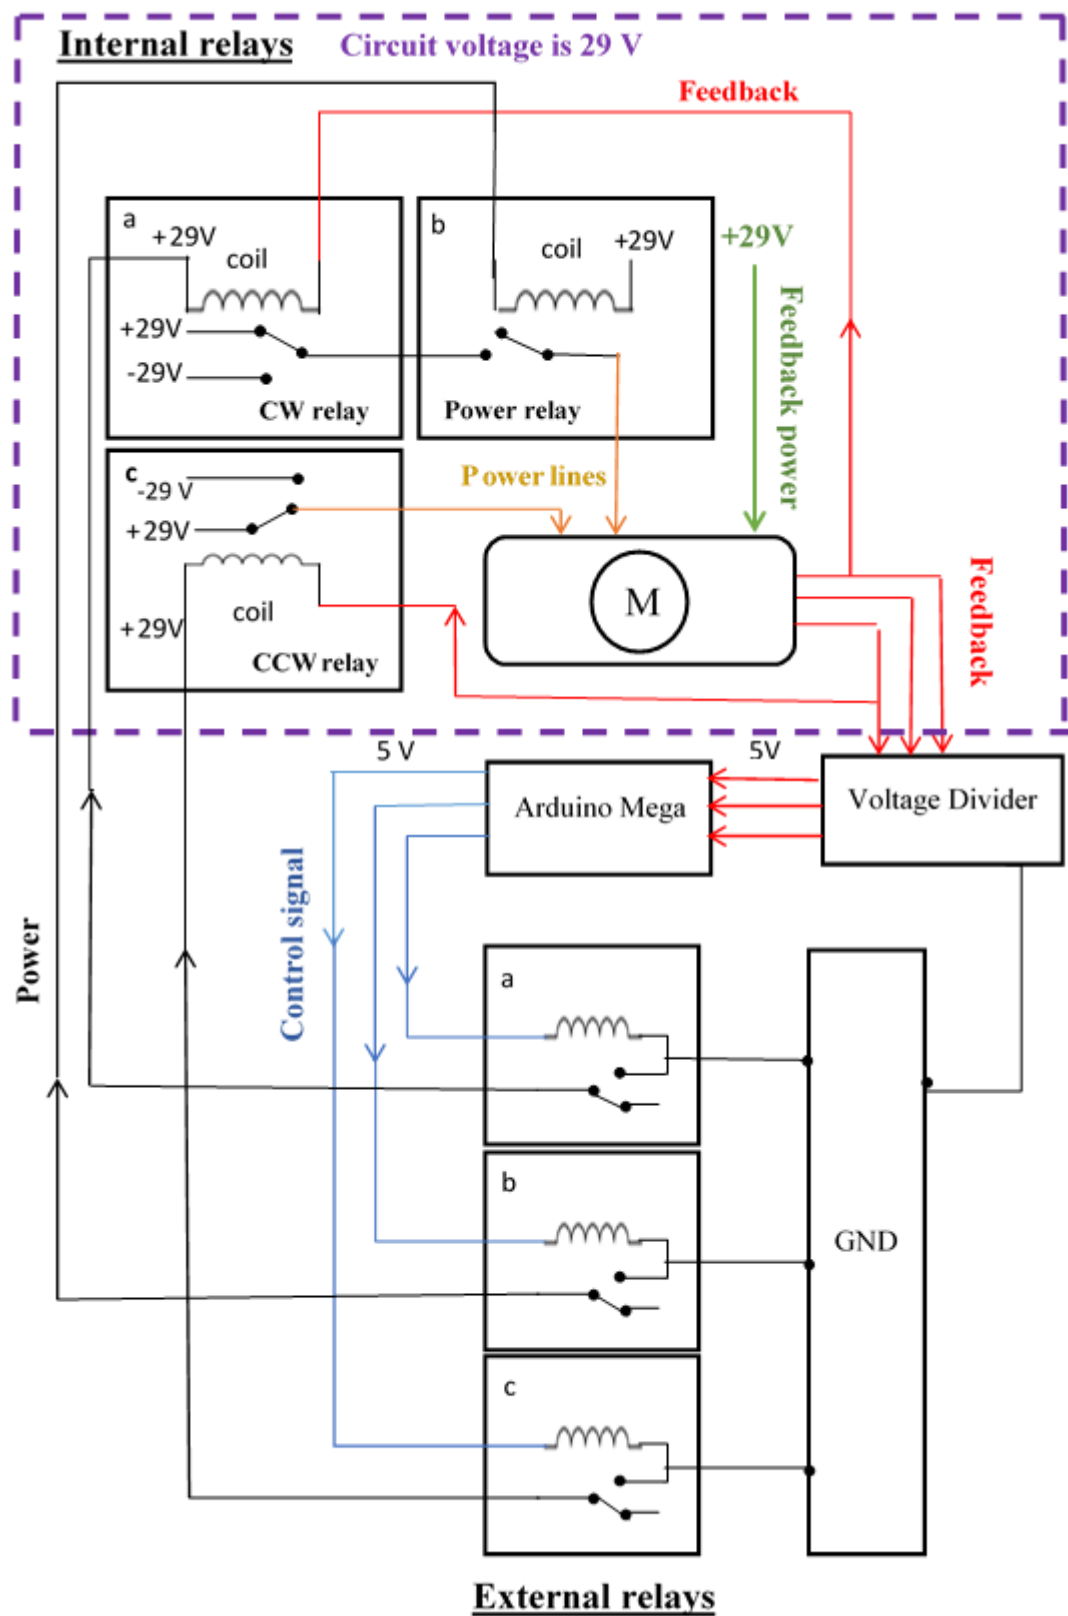 Internal relays
Circuit voltage is 29 V
Feedback
a
+29V
coil
+29V
-29V
CW relay
b
coil
+29V
Power relay
+29V
Feedback power
c
-29 V
+29V
coil
+29V
CCW relay
Power lines
M
Feedback
5 V
5V
Arduino Mega
Voltage Divider
Power
Control signal
a
b
c
GND
External relays